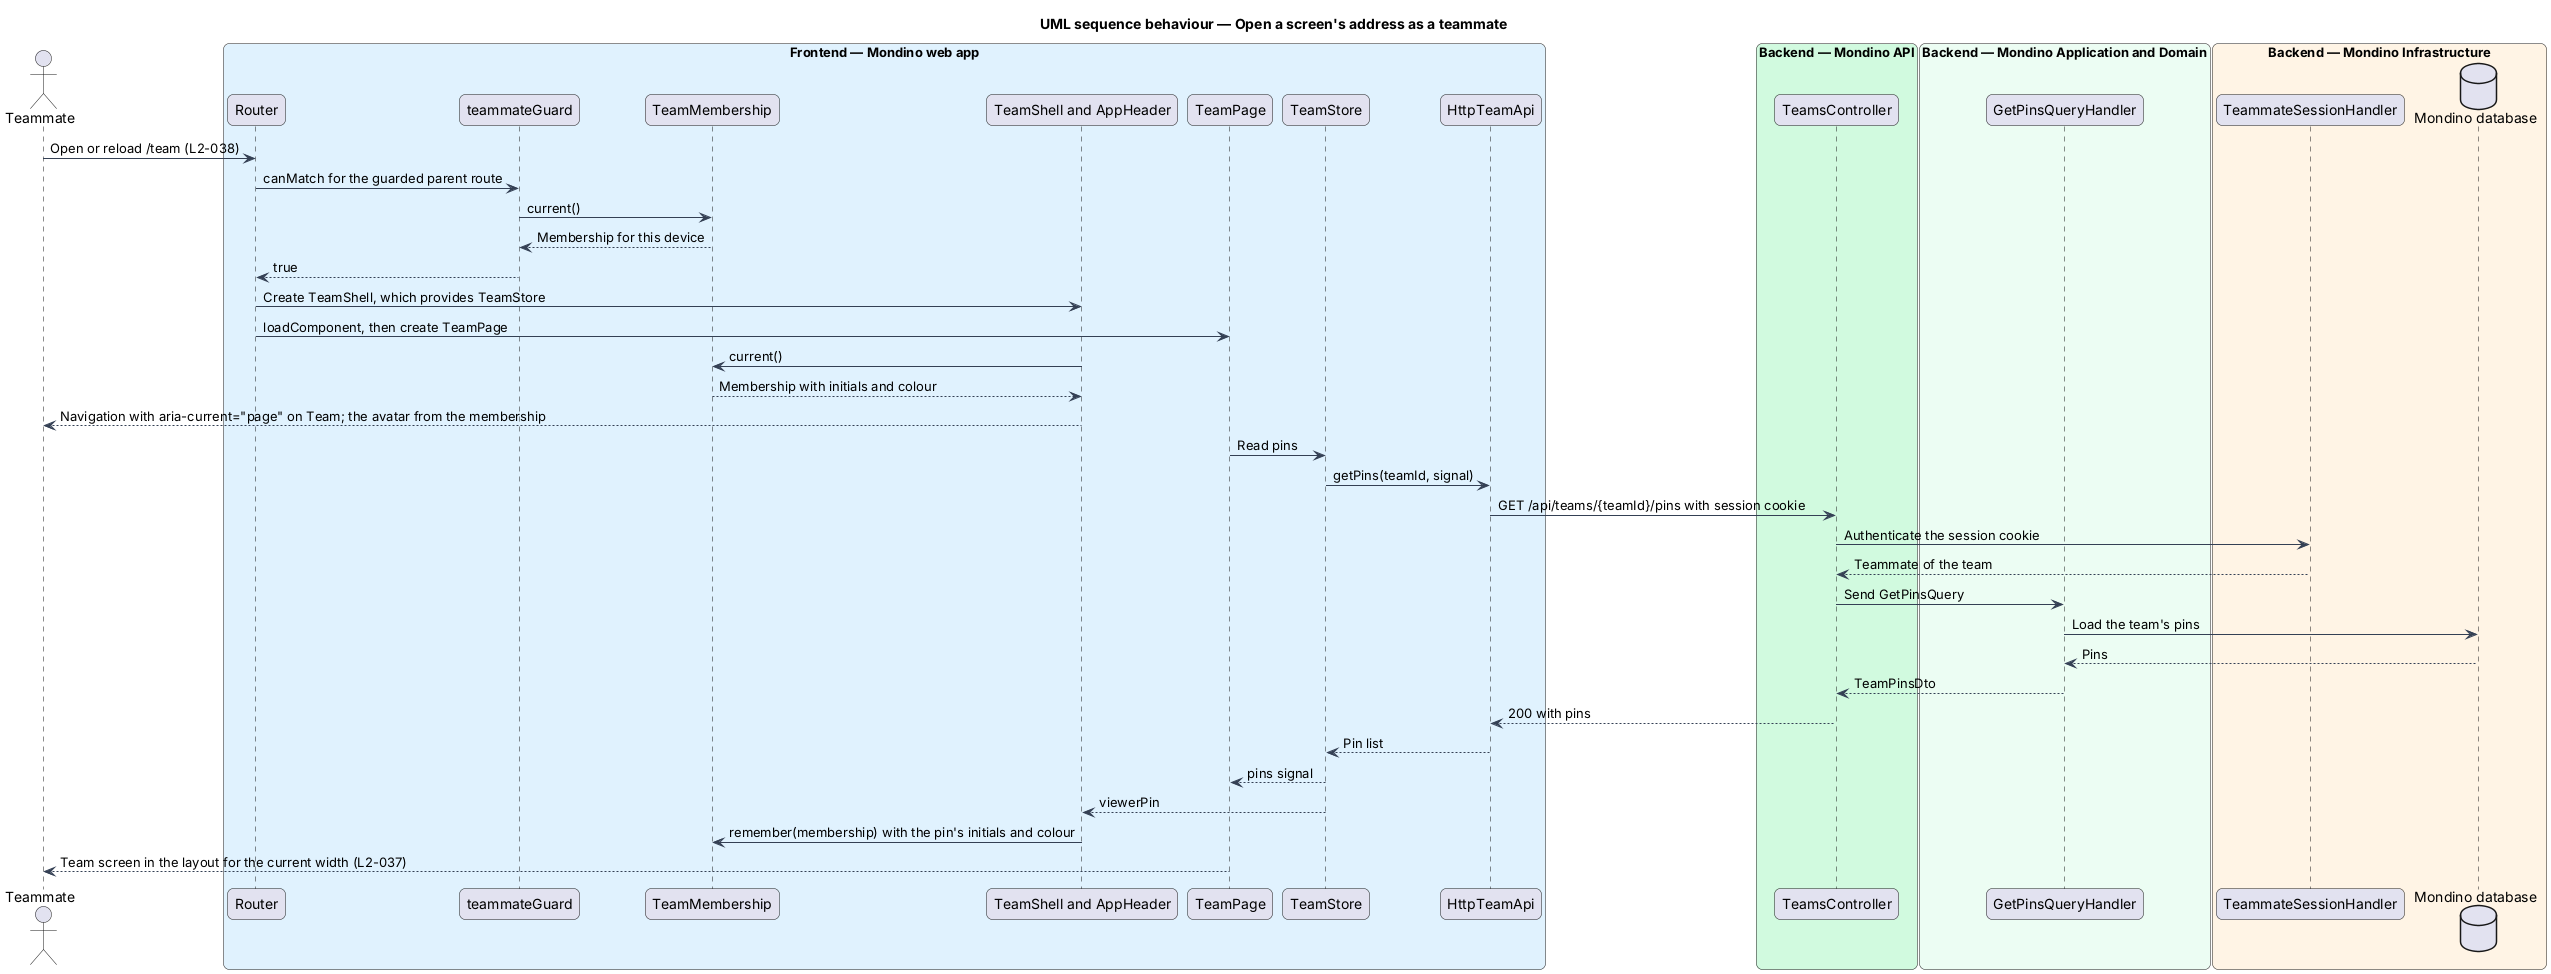 UML sequence behaviour — Open a screen's address as a teammate
Frontend — Mondino web app
Backend — Mondino API
Backend — Mondino Application and Domain
Backend — Mondino Infrastructure
Teammate
Router
teammateGuard
TeamMembership
TeamShell and AppHeader
TeamPage
TeamStore
HttpTeamApi
TeamsController
GetPinsQueryHandler
TeammateSessionHandler
Mondino database
Open or reload /team (L2-038)
canMatch for the guarded parent route
current()
Membership for this device
true
Create TeamShell, which provides TeamStore
loadComponent, then create TeamPage
current()
Membership with initials and colour
Navigation with aria-current="page" on Team; the avatar from the membership
Read pins
getPins(teamId, signal)
GET /api/teams/{teamId}/pins with session cookie
Authenticate the session cookie
Teammate of the team
Send GetPinsQuery
Load the team's pins
Pins
TeamPinsDto
200 with pins
Pin list
pins signal
viewerPin
remember(membership) with the pin's initials and colour
Team screen in the layout for the current width (L2-037)
Teammate
Router
teammateGuard
TeamMembership
TeamShell and AppHeader
TeamPage
TeamStore
HttpTeamApi
TeamsController
GetPinsQueryHandler
TeammateSessionHandler
Mondino database